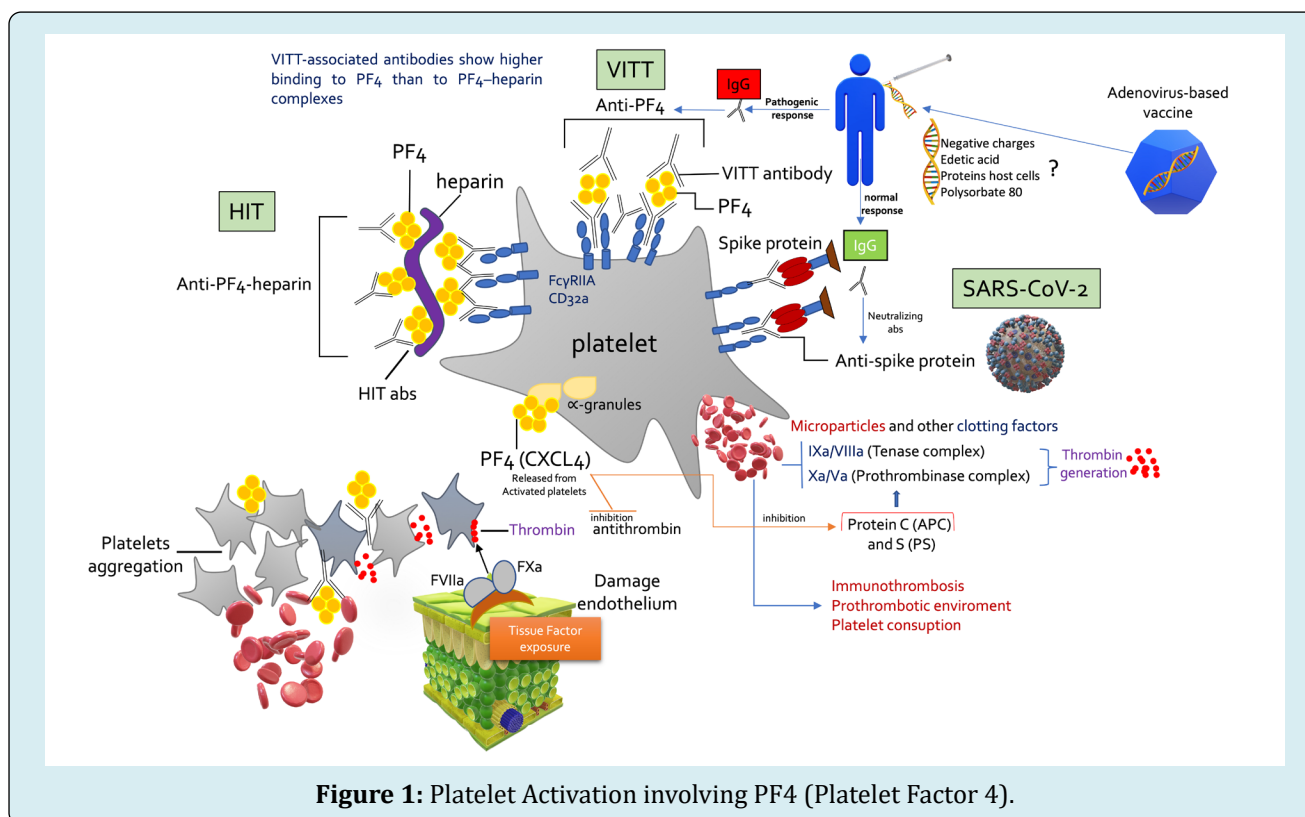 VITT-associated antibodies show higher
binding to PF4 than to PF4–heparin
complexes
VITT
Anti-PF4
IgG
Pathogenic
response
Adenovirus-based
vaccine
Negative charges
Edetic acid
Proteins host cells
Polysorbate 80
?
PF4
heparin
HIT
Anti-PF4-heparin
HIT abs
VITT antibody
PF4
FcγRIIA
CD32a
normal
response
IgG
Spike protein
Neutralizing
abs
Anti-spike protein
SARS-CoV-2
platelet
∝-granules
PF4 (CXCL4)
Released from
Activated platelets
inhibition
antithrombin
Microparticles and other clotting factors
IXa/VIIIa (Tenase complex)
Xa/Va (Prothrombinase complex)
Thrombin
generation
inhibition
Protein C (APC)
and S (PS)
Immunothrombosis
Prothrombotic enviroment
Platelet consuption
Platelets
aggregation
Thrombin
FVIIa
FXa
Damage
endothelium
Tissue Factor
exposure
Figure 1: Platelet Activation involving PF4 (Platelet Factor 4).